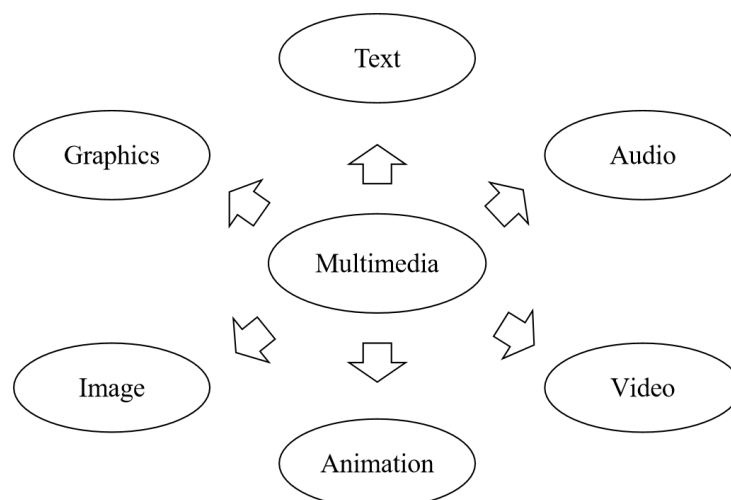 Text
Graphics
Audio
Multimedia
Image
Video
Animation